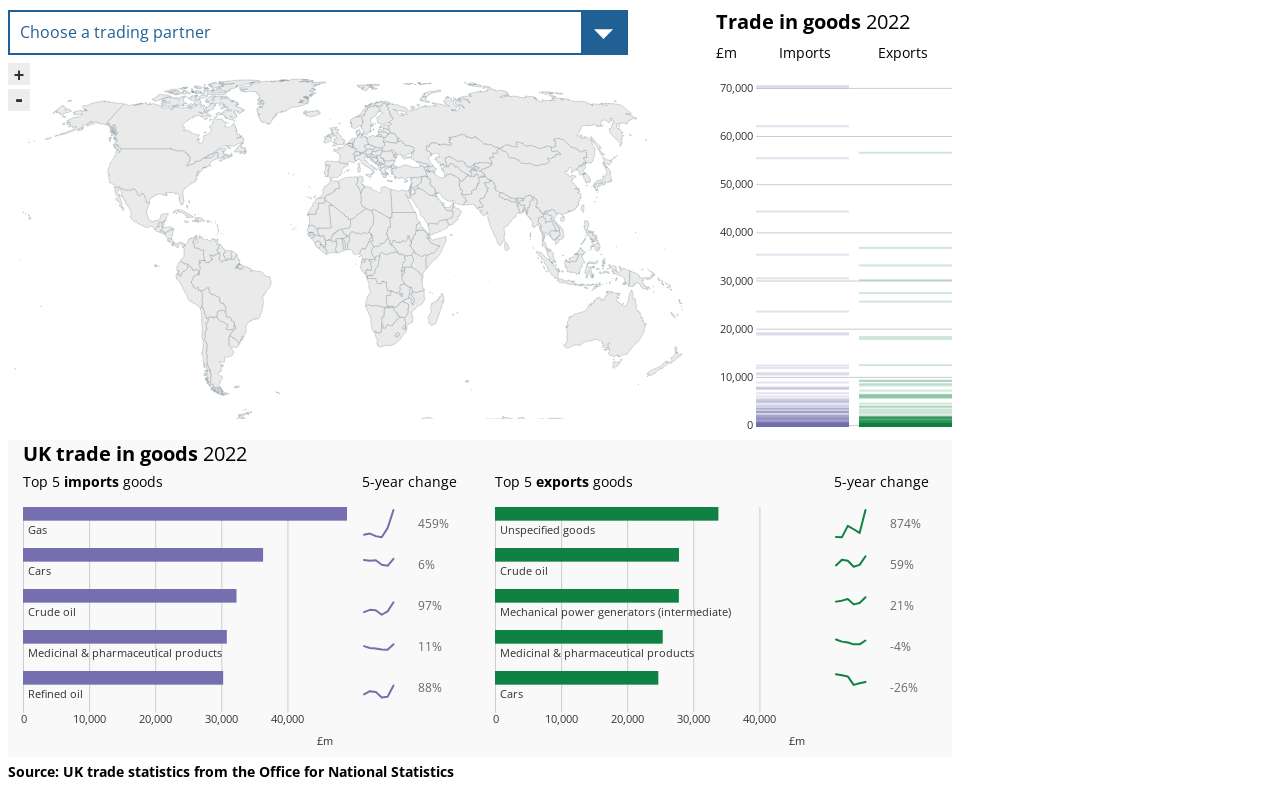 Choose a trading partner
+
-
Trade in goods 2022
£m Imports Exports
70,000
60,000
50,000
40,000
30,000
20,000
10,000
0
UK trade in goods 2022
Top 5 imports goods 5-year change
Gas 459%
Cars 6%
Crude oil 97%
Medicinal & pharmaceutical products 11%
Refined oil 88%
0 10,000 20,000 30,000 40,000
£m
Top 5 exports goods 5-year change
Unspecified goods 874%
Crude oil 59%
Mechanical power generators (intermediate) 21%
Medicinal & pharmaceutical products -4%
Cars -26%
0 10,000 20,000 30,000 40,000
£m
Source: UK trade statistics from the Office for National Statistics